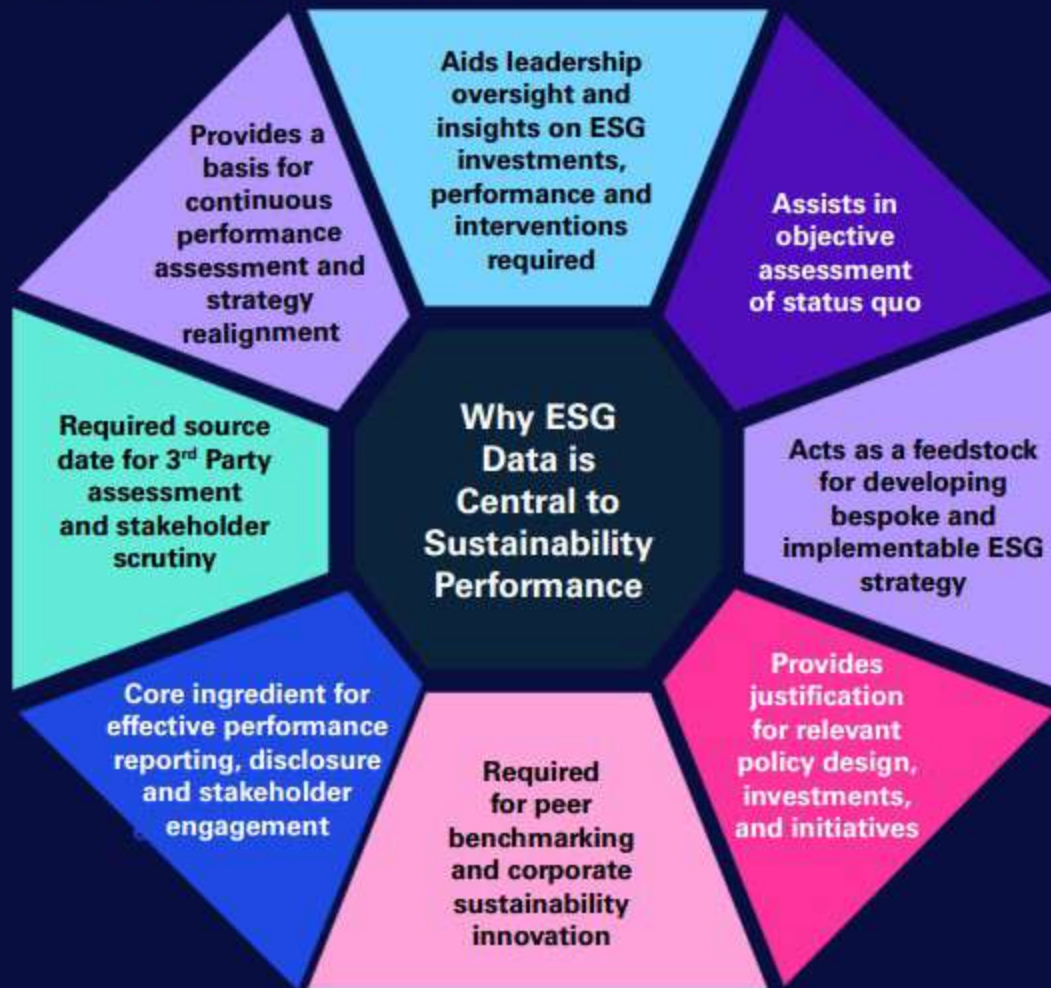 Aids leadership
oversight and
insights on ESG
investments,
performance and
interventions
required
Assists in
objective
assessment
of status quo
Acts as a feedstock
for developing
bespoke and
implementable ESG
strategy
Provides
justification
for relevant
policy design,
investments,
and initiatives
Required
for peer
benchmarking
and corporate
sustainability
innovation
Core ingredient for
effective performance
reporting, disclosure
and stakeholder
engagement
Required source
date for 3rd Party
assessment
and stakeholder
scrutiny
Provides a
basis for
continuous
performance
assessment and
strategy
realignment
Why ESG
Data is
Central to
Sustainability
Performance